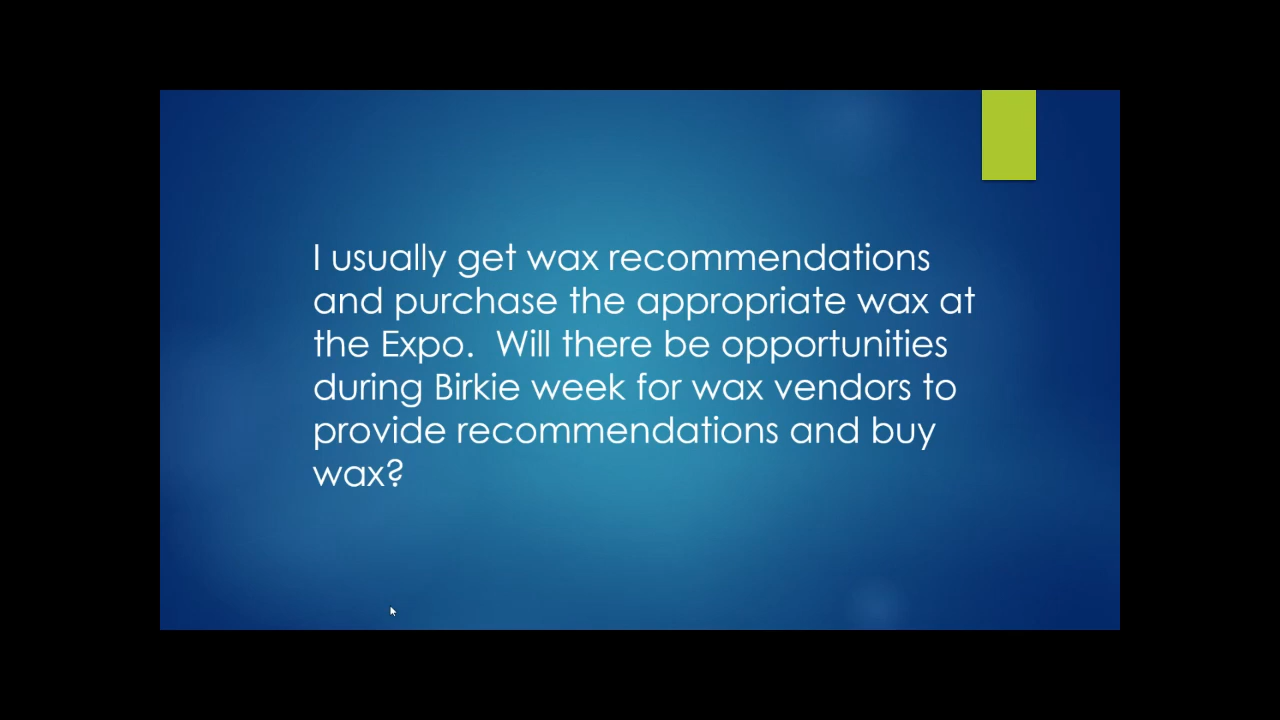 I usually get wax recommendations
and purchase the appropriate wax at
the Expo.  Will there be opportunities
during Birkie week for wax vendors to
provide recommendations and buy
wax?